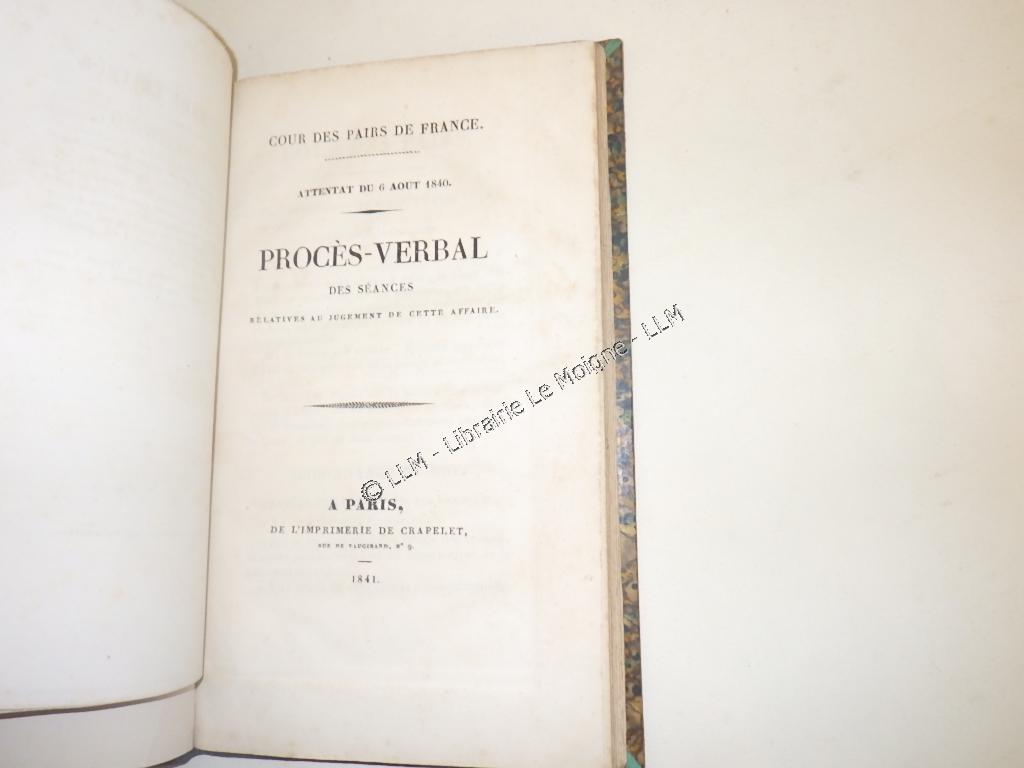 COUR DES PAIRS DE FRANCE.
ATTENTAT DU 6 AOUT 1840.
PROCÈS-VERBAL
DES SÉANCES
RELATIVES AU JUGEMENT DE CETTE AFFAIRE.
© LLM - Librairie Le Moigne - LLM
A PARIS,
DE L'IMPRIMERIE DE CRAPELET,
RUE DE VAUGIRARD, N° 9.
1841.